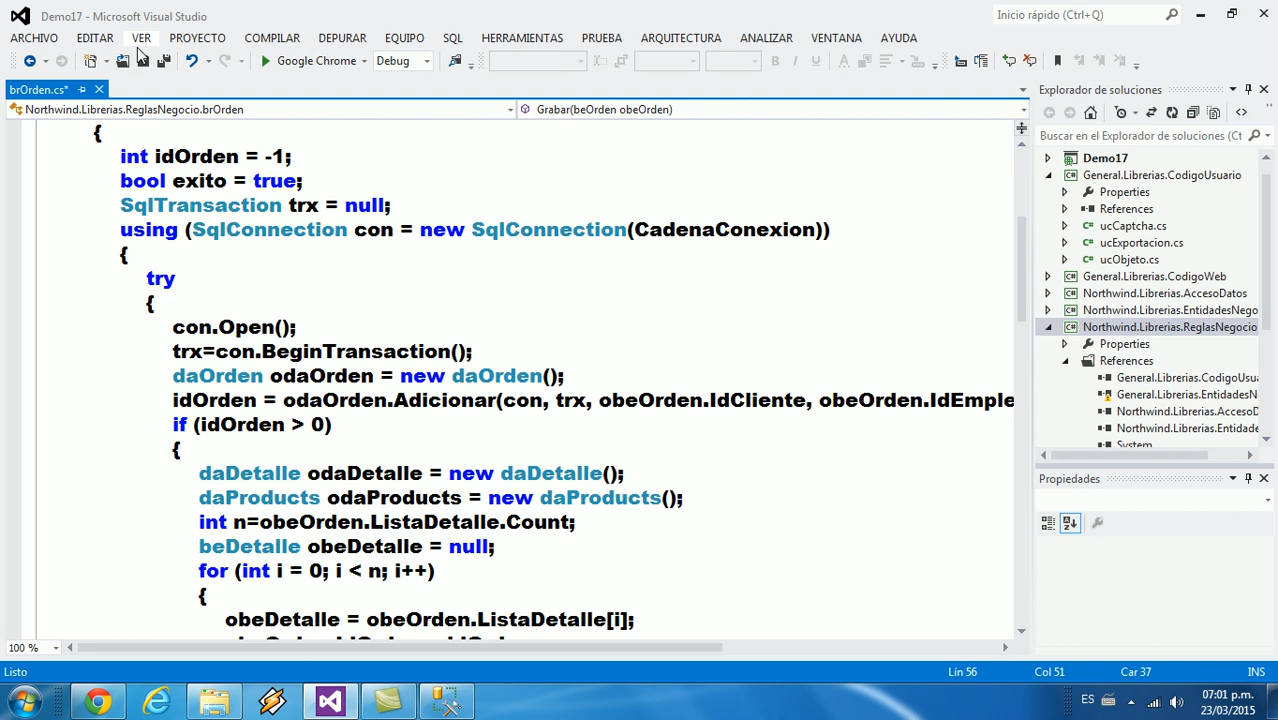 Demo17 - Microsoft Visual Studio
Inicio rápido (Ctrl+Q)
ARCHIVO EDITAR VER PROYECTO COMPILAR DEPURAR EQUIPO SQL HERRAMIENTAS PRUEBA ARQUITECTURA ANALIZAR VENTANA AYUDA
Google Chrome Debug
brOrden.cs*
Northwind.Librerias.ReglasNegocio.brOrden Grabar(beOrden obeOrden)
{
int idOrden = -1;
bool exito = true;
SqlTransaction trx = null;
using (SqlConnection con = new SqlConnection(CadenaConexion))
{
try
{
con.Open();
trx=con.BeginTransaction();
daOrden odaOrden = new daOrden();
idOrden = odaOrden.Adicionar(con, trx, obeOrden.IdCliente, obeOrden.IdEmple
if (idOrden > 0)
{
daDetalle odaDetalle = new daDetalle();
daProducts odaProducts = new daProducts();
int n=obeOrden.ListaDetalle.Count;
beDetalle obeDetalle = null;
for (int i = 0; i < n; i++)
{
obeDetalle = obeOrden.ListaDetalle[i];
100 %
Explorador de soluciones
Buscar en el Explorador de soluciones (Ct
Demo17
General.Librerias.CodigoUsuario
Properties
References
ucCaptcha.cs
ucExportacion.cs
ucObjeto.cs
General.Librerias.CodigoWeb
Northwind.Librerias.AccesoDatos
Northwind.Librerias.EntidadesNego
Northwind.Librerias.ReglasNegocio
Properties
References
General.Librerias.CodigoUsu
General.Librerias.EntidadesN
Northwind.Librerias.AccesoD
Northwind.Librerias.Entidade
System
Propiedades
Listo Lín 56 Col 51 Car 37 INS
ES
07:01 p.m.
23/03/2015